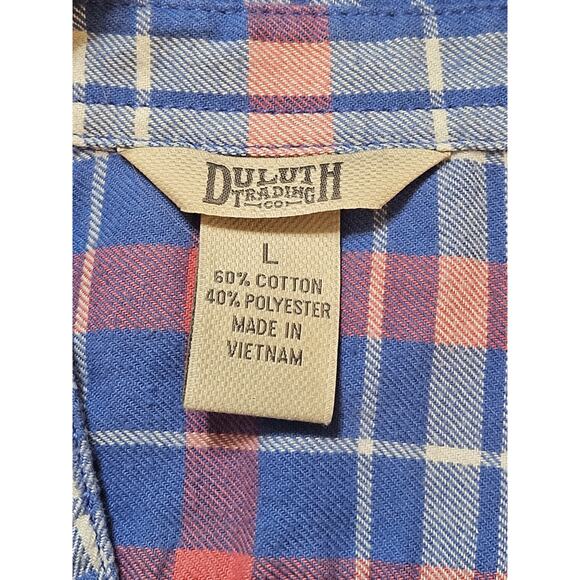 DULUTH
TRADING
CO
L
60% COTTON
40% POLYESTER
MADE IN
VIETNAM